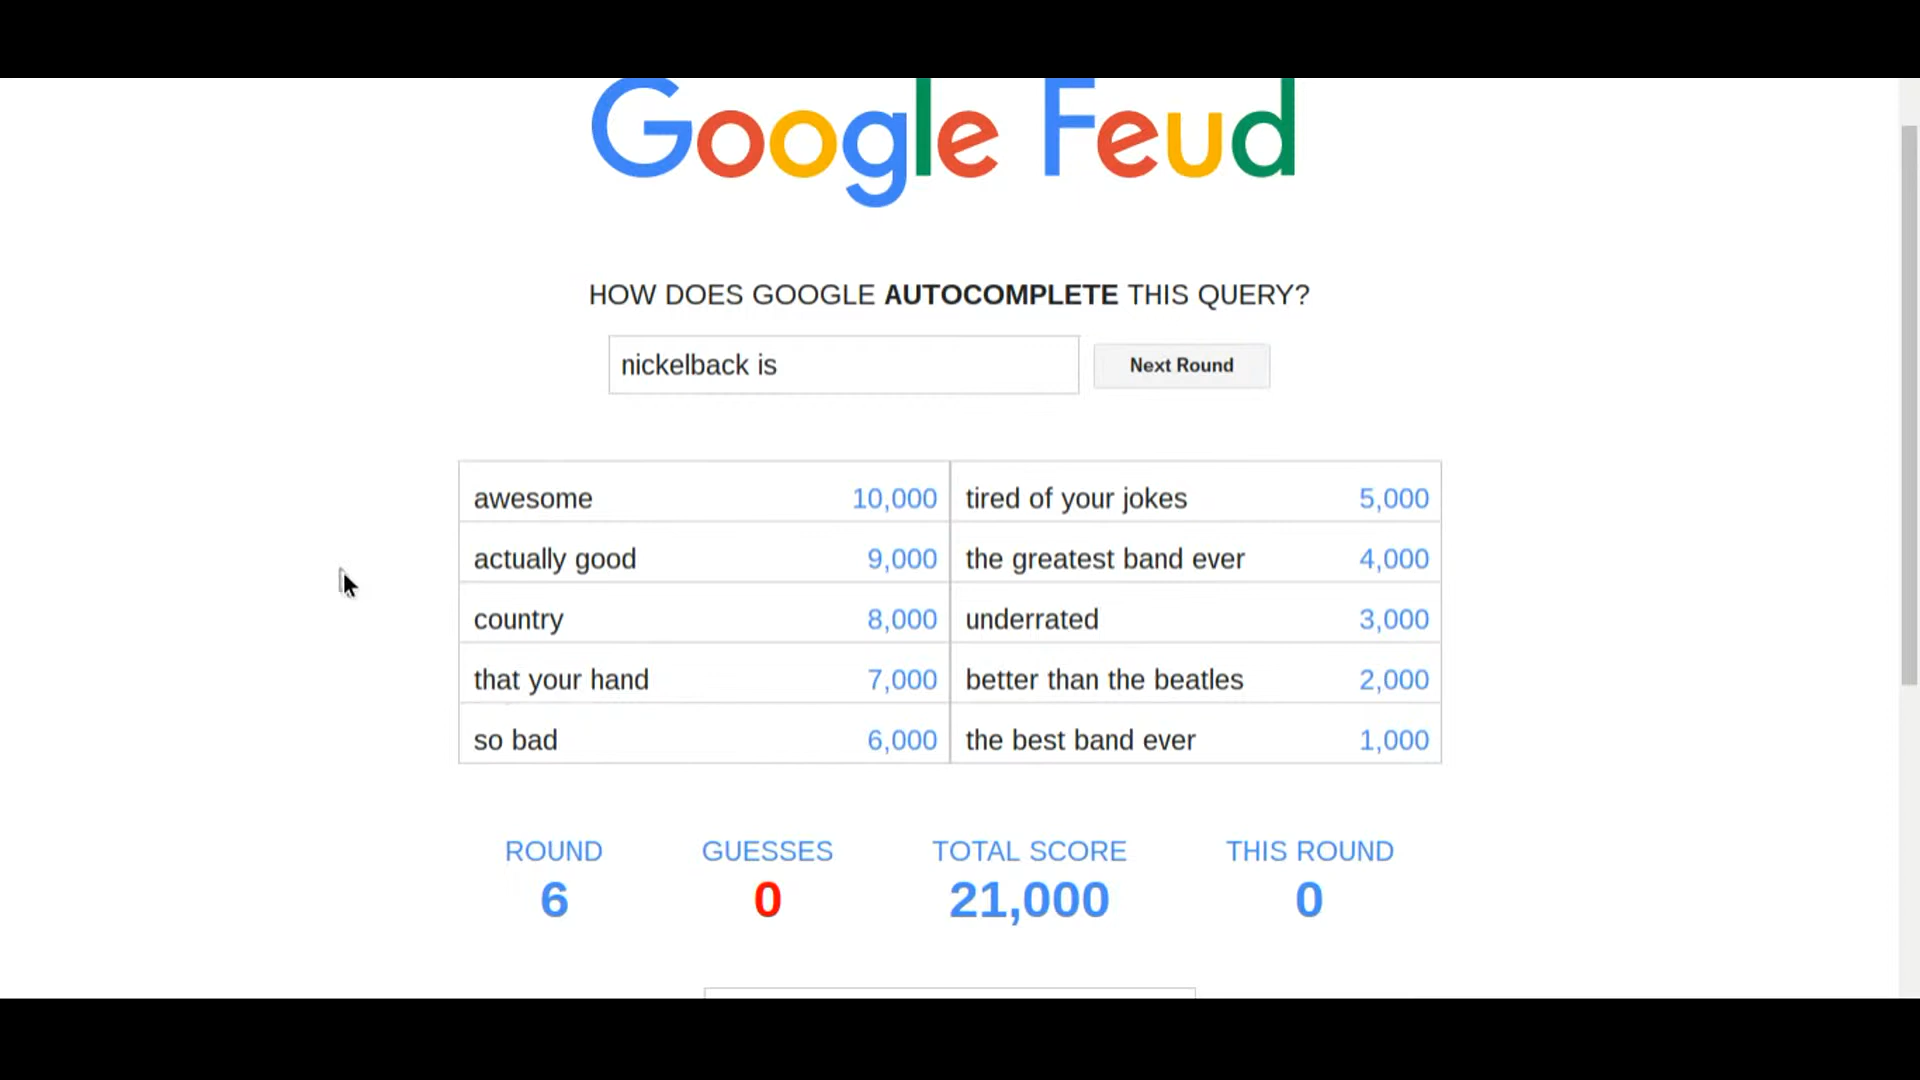 Google Feud
HOW DOES GOOGLE AUTOCOMPLETE THIS QUERY?
nickelback is
Next Round
awesome 10,000
actually good 9,000
country 8,000
that your hand 7,000
so bad 6,000
tired of your jokes 5,000
the greatest band ever 4,000
underrated 3,000
better than the beatles 2,000
the best band ever 1,000
ROUND
6
GUESSES
0
TOTAL SCORE
21,000
THIS ROUND
0